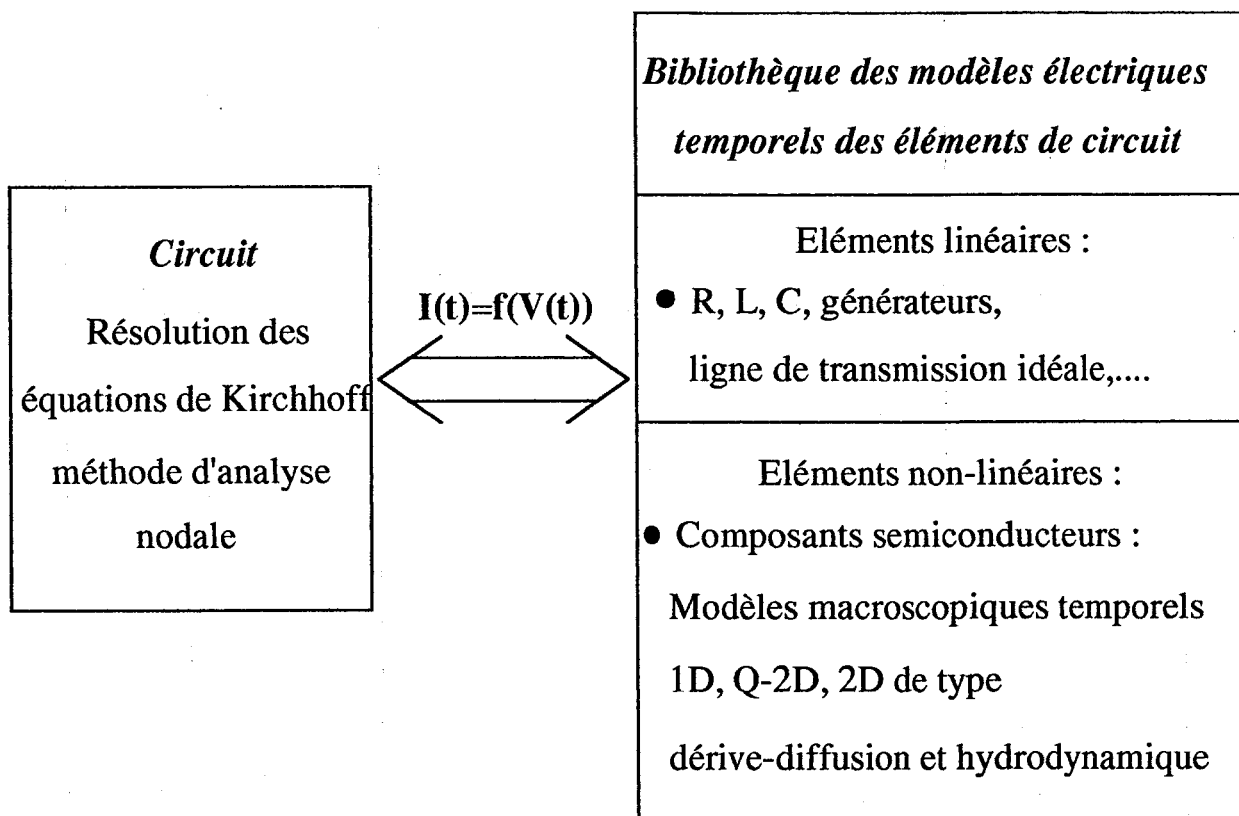 Circuit
Résolution des
équations de Kirchhoff
méthode d'analyse
nodale
I(t)=f(V(t))
Bibliothèque des modèles électriques
temporels des éléments de circuit
Eléments linéaires :
● R, L, C, générateurs,
ligne de transmission idéale,....
Eléments non-linéaires :
● Composants semiconducteurs :
Modèles macroscopiques temporels
1D, Q-2D, 2D de type
dérive-diffusion et hydrodynamique